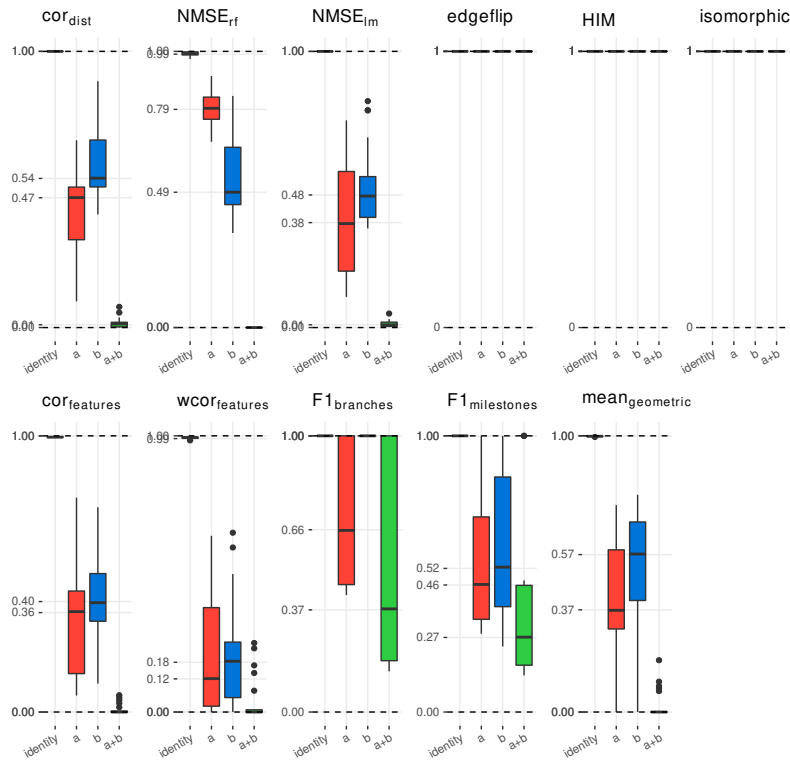 cor_dist
1.00
0.54
0.47
0.01
0.00
identity
a
b
a+b
NMSE_rf
1.00
0.99
0.79
0.49
0.00
identity
a
b
a+b
NMSE_lm
1.00
0.48
0.38
0.01
0.00
identity
a
b
a+b
edgeflip
1
0
identity
a
b
a+b
HIM
1
0
identity
a
b
a+b
isomorphic
1
0
identity
a
b
a+b
cor_features
1.00
0.40
0.36
0.00
identity
a
b
a+b
wcor_features
1.00
0.99
0.18
0.12
0.00
identity
a
b
a+b
F1_branches
1.00
0.66
0.37
0.00
identity
a
b
a+b
F1_milestones
1.00
0.52
0.46
0.27
0.00
identity
a
b
a+b
mean_geometric
1.00
0.57
0.37
0.00
identity
a
b
a+b